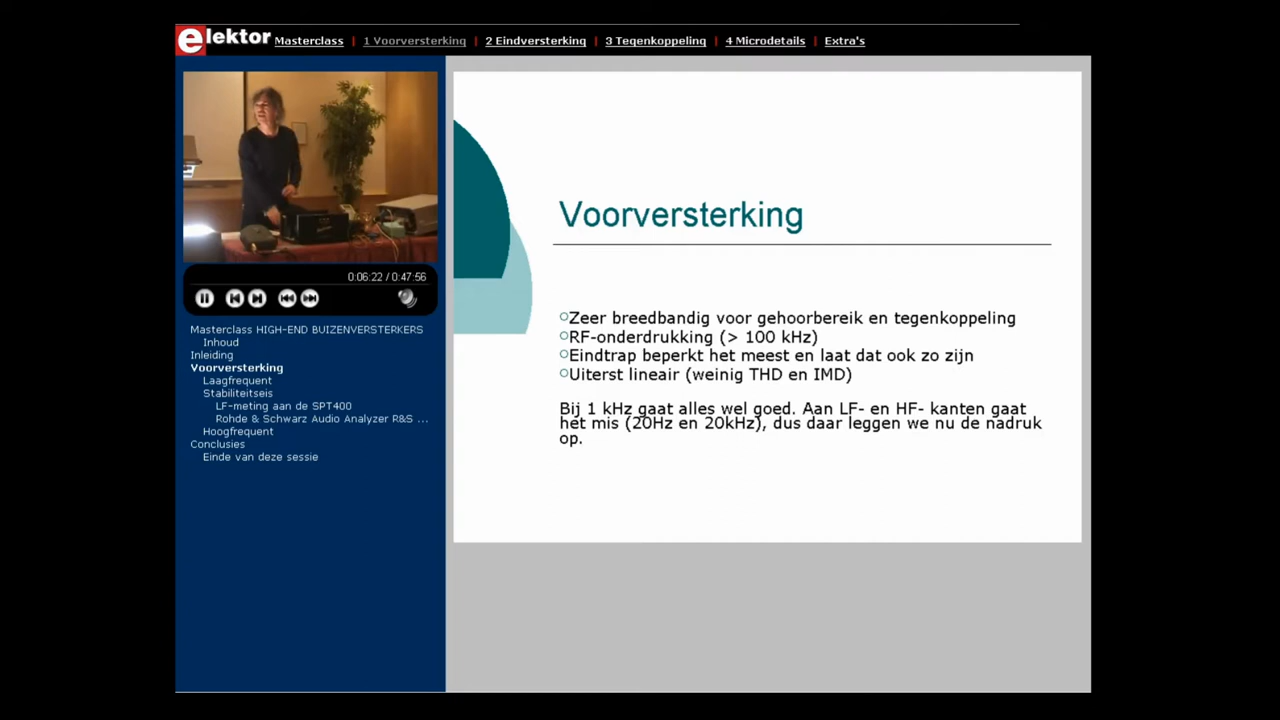 elektor Masterclass | 1 Voorversterking | 2 Eindversterking | 3 Tegenkoppeling | 4 Microdetails | Extra's
0:06:22 / 0:47:56
Masterclass HIGH-END BUIZENVERSTERKERS
Inhoud
Inleiding
Voorversterking
Laagfrequent
Stabiliteitseis
LF-meting aan de SPT400
Rohde & Schwarz Audio Analyzer R&S ...
Hoogfrequent
Conclusies
Einde van deze sessie
Voorversterking
Zeer breedbandig voor gehoorbereik en tegenkoppeling
RF-onderdrukking (> 100 kHz)
Eindtrap beperkt het meest en laat dat ook zo zijn
Uiterst lineair (weinig THD en IMD)
Bij 1 kHz gaat alles wel goed. Aan LF- en HF- kanten gaat
het mis (20Hz en 20kHz), dus daar leggen we nu de nadruk
op.